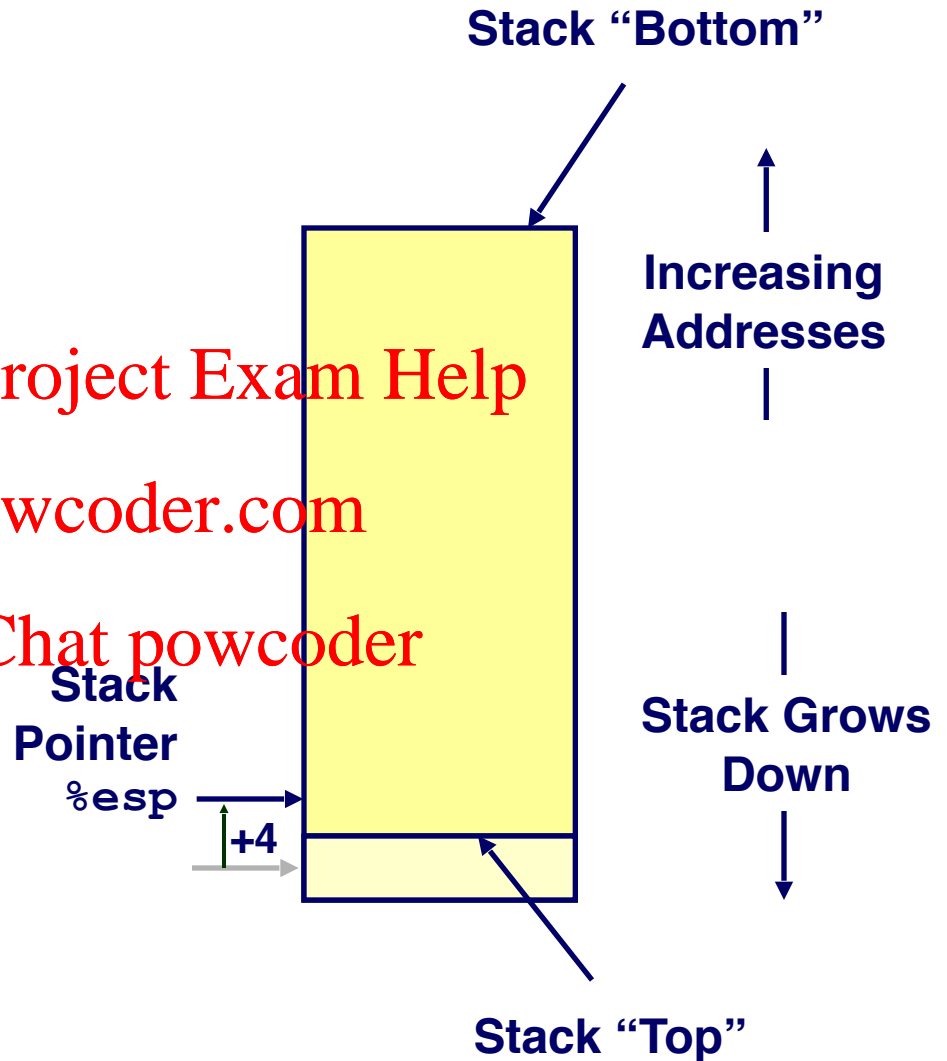 Stack “Bottom”
Increasing
Addresses
roject Exam Help
wcoder.com
Chat powcoder
Stack
Pointer
%esp
+4
Stack Grows
Down
Stack “Top”